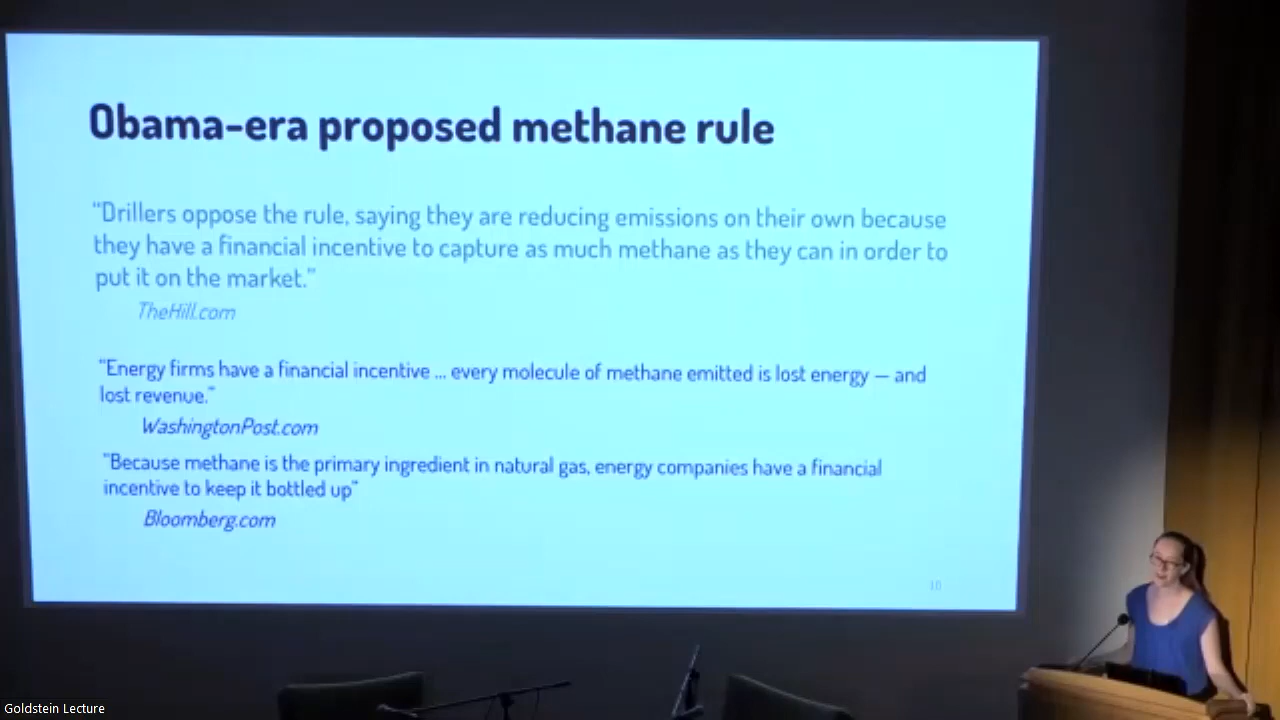 Obama-era proposed methane rule
“Drillers oppose the rule, saying they are reducing emissions on their own because
they have a financial incentive to capture as much methane as they can in order to
put it on the market.”
TheHill.com
“Energy firms have a financial incentive ... every molecule of methane emitted is lost energy — and
lost revenue.”
WashingtonPost.com
“Because methane is the primary ingredient in natural gas, energy companies have a financial
incentive to keep it bottled up”
Bloomberg.com
10
Goldstein Lecture